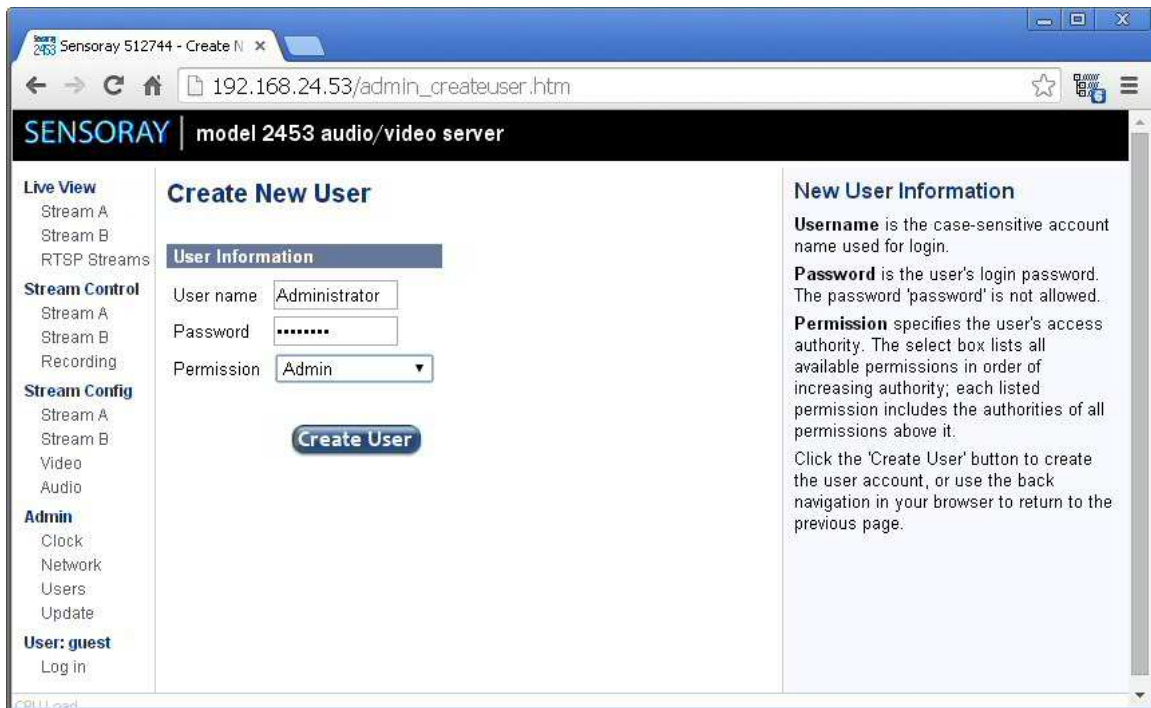 Sensoray 512744 - Create N
192.168.24.53/admin_createuser.htm
SENSORAY | model 2453 audio/video server
Live View
Stream A
Stream B
RTSP Streams
Stream Control
Stream A
Stream B
Recording
Stream Config
Stream A
Stream B
Video
Audio
Admin
Clock
Network
Users
Update
User: guest
Log in
CPU Load
Create New User
User Information
User name Administrator
Password ••••••••
Permission Admin
Create User
New User Information
Username is the case-sensitive account
name used for login.
Password is the user's login password.
The password 'password' is not allowed.
Permission specifies the user's access
authority. The select box lists all
available permissions in order of
increasing authority; each listed
permission includes the authorities of all
permissions above it.
Click the 'Create User' button to create
the user account, or use the back
navigation in your browser to return to the
previous page.